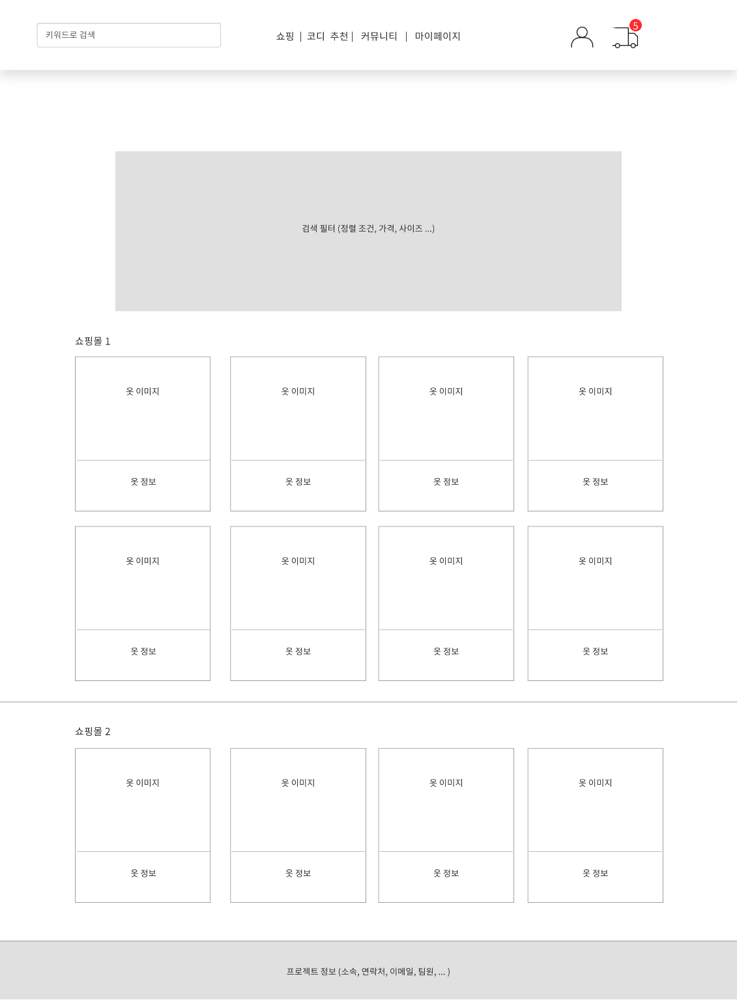 키워드로 검색
쇼핑 | 코디 추천 | 커뮤니티 | 마이페이지
5
검색 필터 (정렬 조건, 가격, 사이즈 ...)
쇼핑몰 1
옷 이미지 옷 이미지 옷 이미지 옷 이미지
옷 정보 옷 정보 옷 정보 옷 정보
옷 이미지 옷 이미지 옷 이미지 옷 이미지
옷 정보 옷 정보 옷 정보 옷 정보
쇼핑몰 2
옷 이미지 옷 이미지 옷 이미지 옷 이미지
옷 정보 옷 정보 옷 정보 옷 정보
프로젝트 정보 (소속, 연락처, 이메일, 팀원, ... )